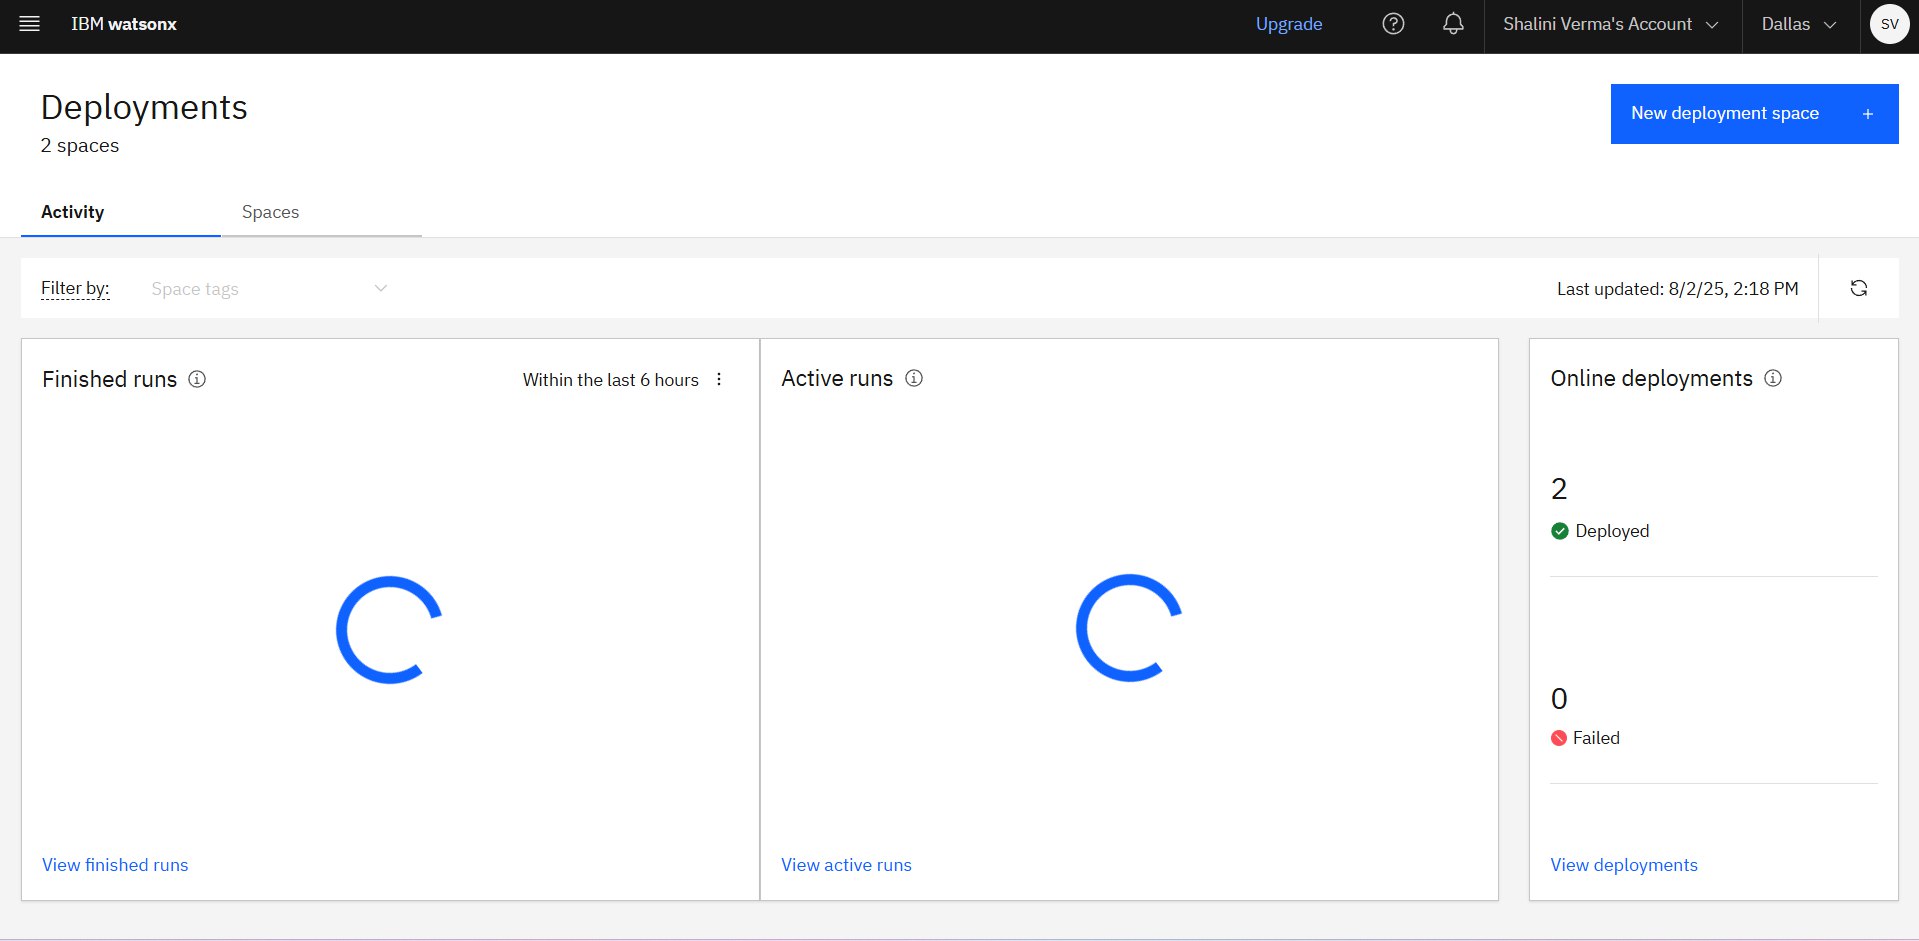 IBM watsonx
Upgrade
Shalini Verma's Account
Dallas
SV
Deployments
2 spaces
New deployment space +
Activity
Spaces
Filter by:
Space tags
Last updated: 8/2/25, 2:18 PM
Finished runs
Within the last 6 hours
View finished runs
Active runs
View active runs
Online deployments
2
Deployed
0
Failed
View deployments